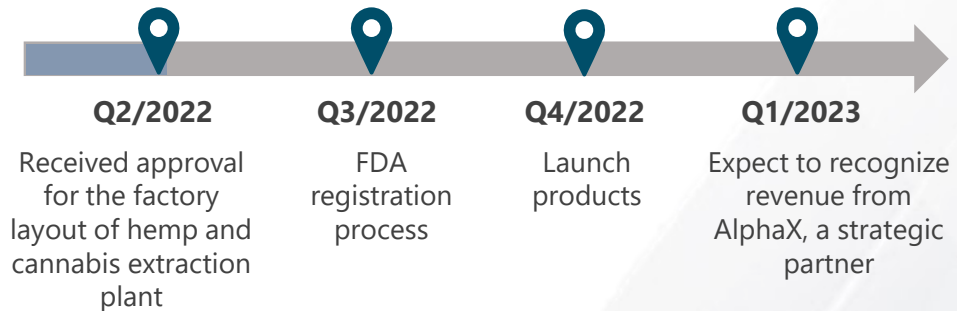 Q2/2022
Received approval
for the factory
layout of hemp and
cannabis extraction
plant
Q3/2022
FDA
registration
process
Q4/2022
Launch
products
Q1/2023
Expect to recognize
revenue from
AlphaX, a strategic
partner